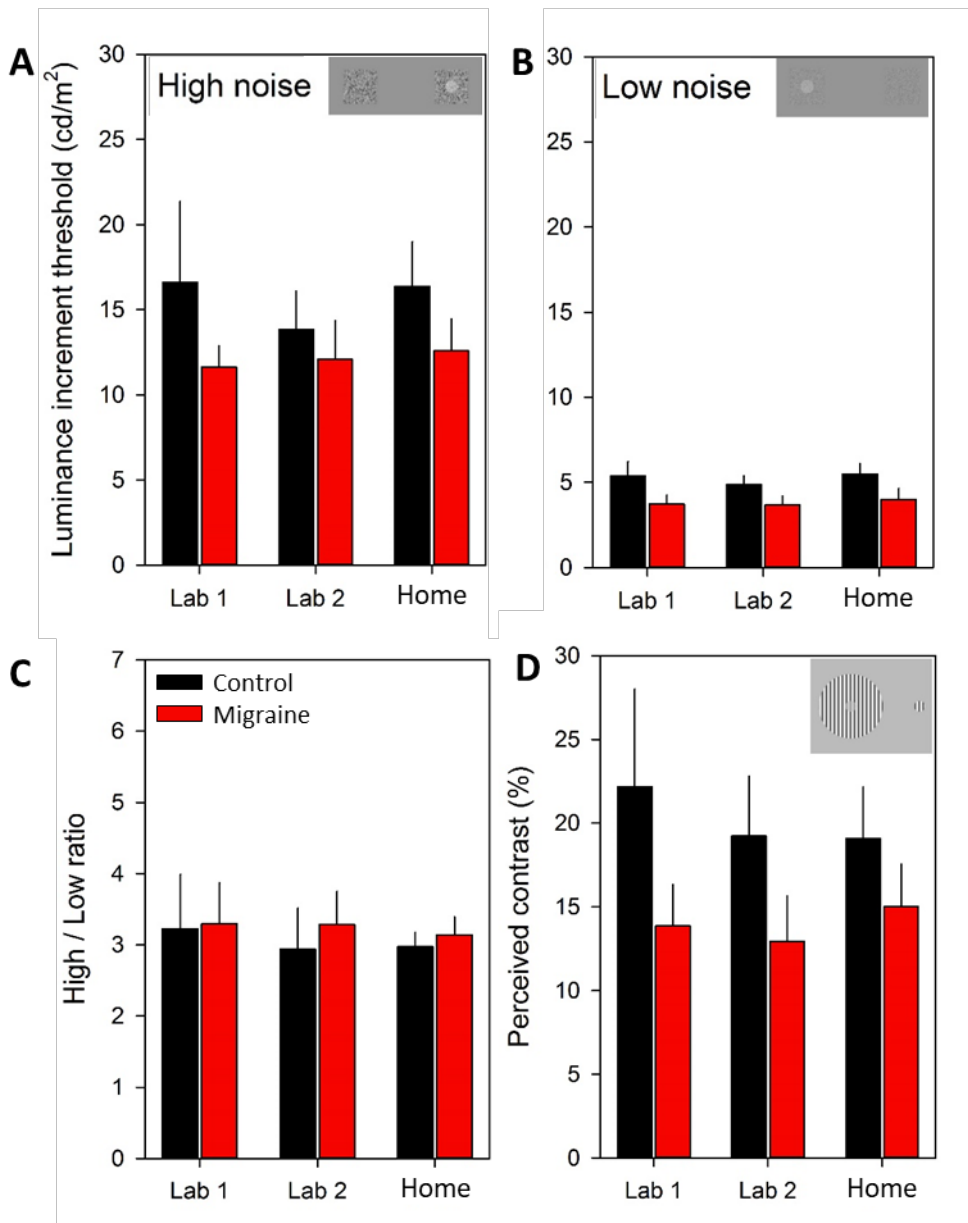 A
Luminance increment threshold (cd/m²)
30
25
20
15
10
5
0
High noise
Lab 1
Lab 2
Home
B
30
25
20
15
10
5
0
Low noise
Lab 1
Lab 2
Home
C
High / Low ratio
7
6
5
4
3
2
1
0
Control
Migraine
Lab 1
Lab 2
Home
D
Perceived contrast (%)
30
25
20
15
10
5
0
Lab 1
Lab 2
Home